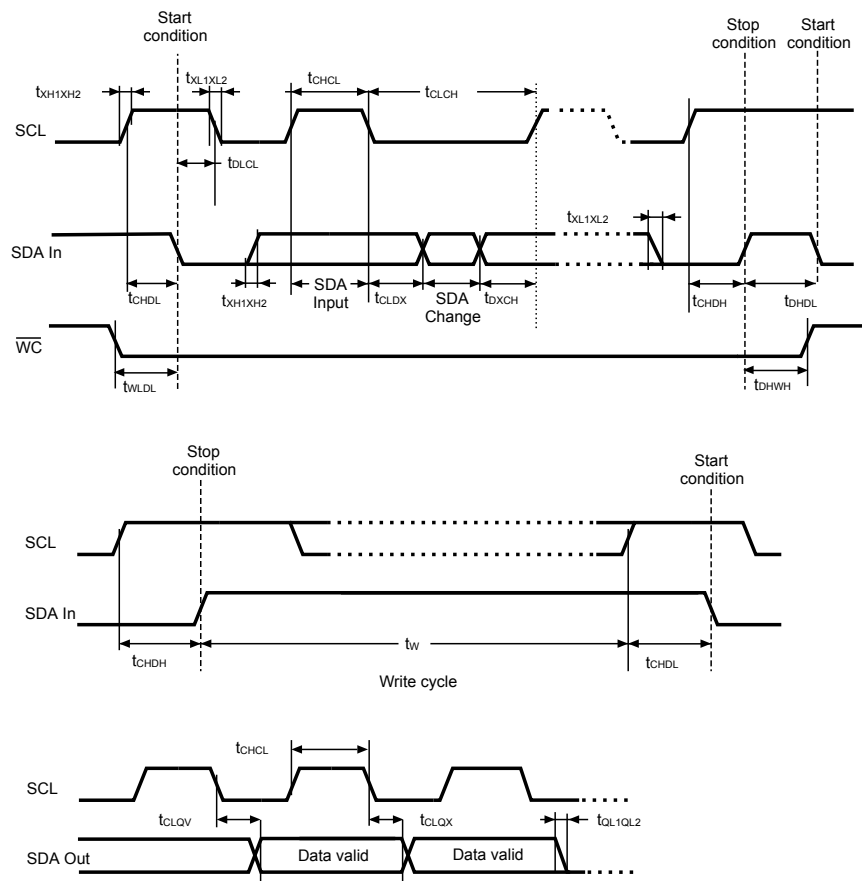 Start
condition
Stop
condition
Start
condition
tXH1XH2
tXL1XL2
tCHCL
tCLCH
SCL
tDLCL
tXL1XL2
SDA In
tCHDL
tXH1XH2
SDA
Input
tCLDX
SDA
Change
tDXCH
tCHDH
tDHDL
WC
tWLDL
tDHWH
Stop
condition
Start
condition
SCL
SDA In
tCHDH
tW
tCHDL
Write cycle
tCHCL
SCL
tCLQV
tCLQX
tQL1QL2
SDA Out
Data valid
Data valid